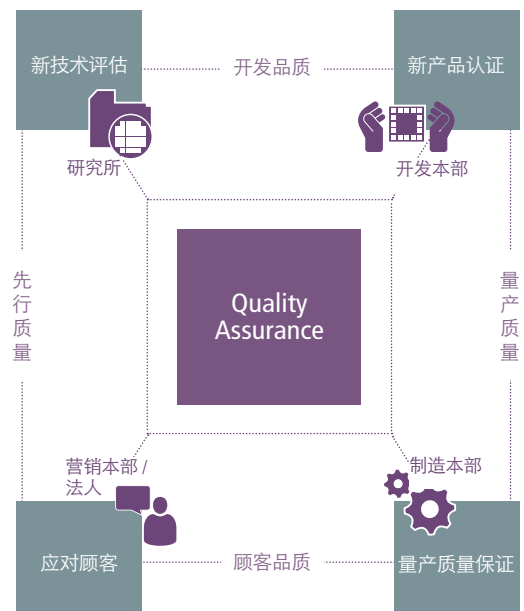 新技术评估
开发品质
新产品认证
研究所
开发本部
先行质量
量产质量
Quality
Assurance
营销本部 /
法人
制造本部
应对顾客
顾客品质
量产质量保证